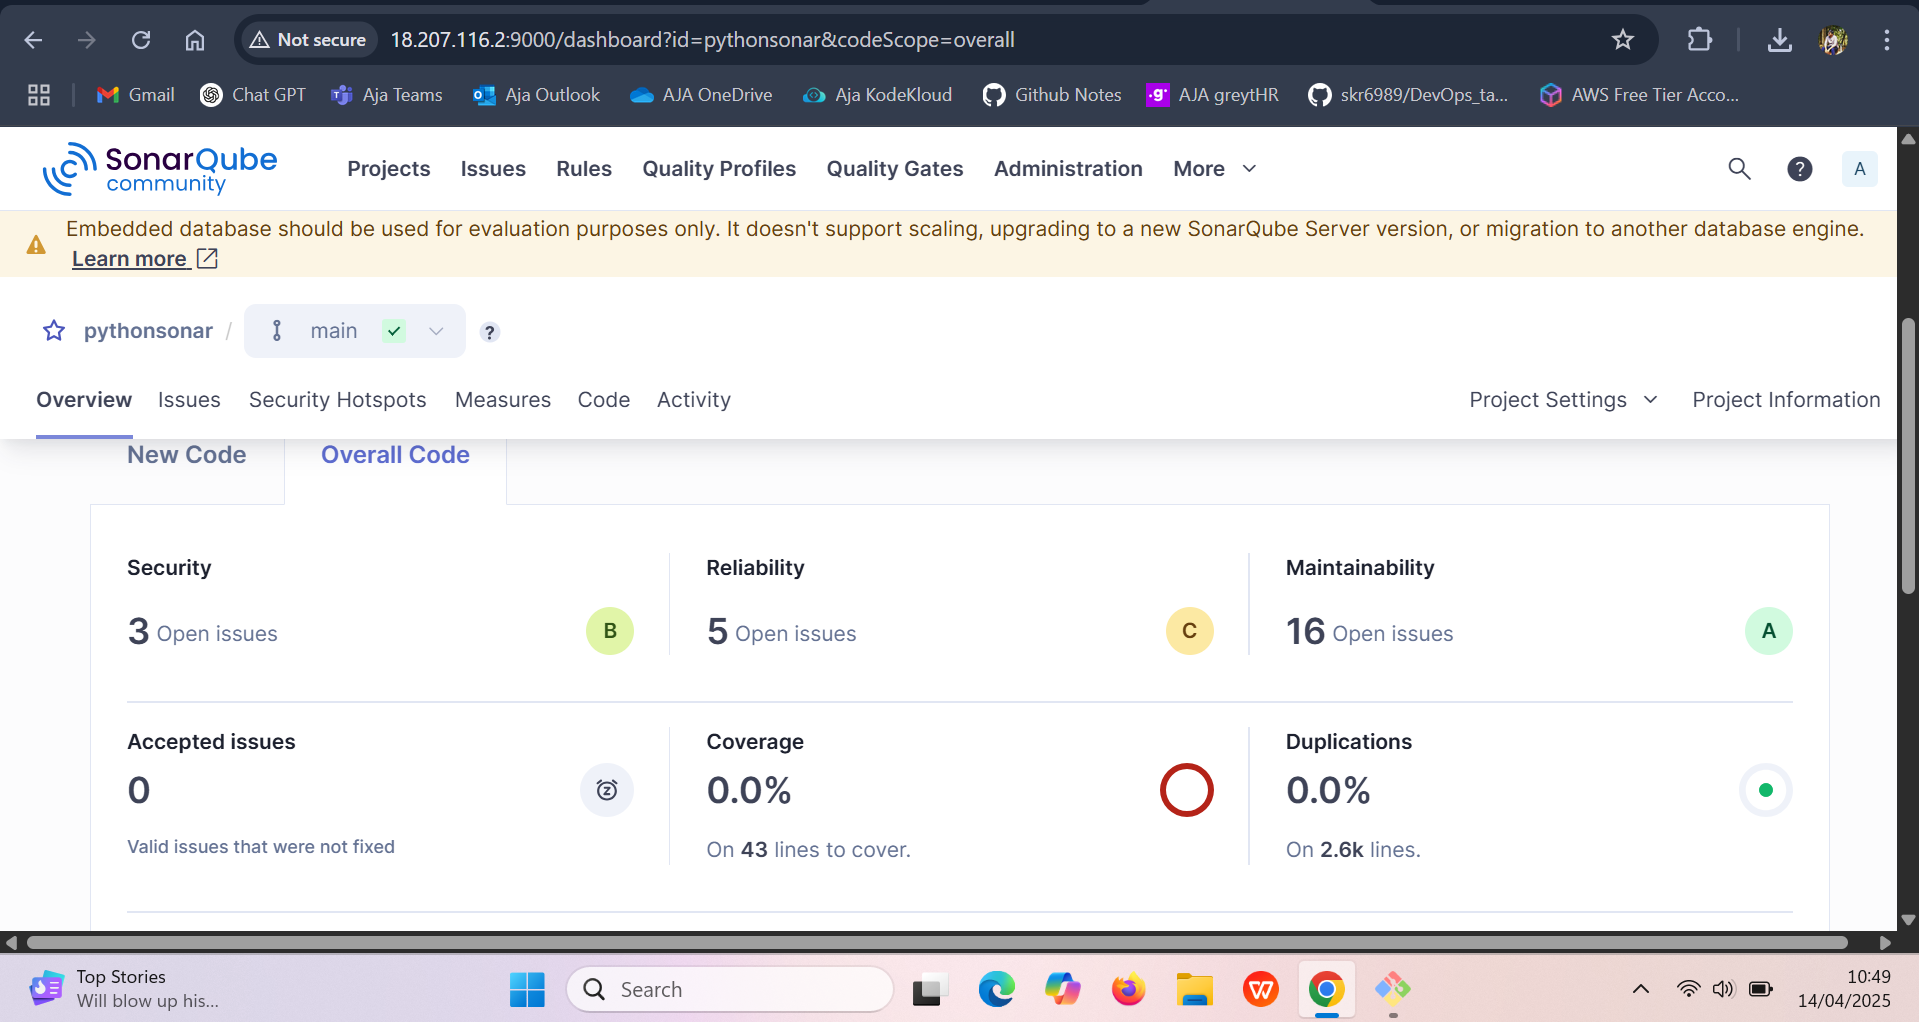 Not secure
18.207.116.2:9000/dashboard?id=pythonsonar&codeScope=overall
Gmail
Chat GPT
Aja Teams
Aja Outlook
AJA OneDrive
Aja KodeKloud
Github Notes
.g'
AJA greytHR
skr6989/DevOps_ta...
AWS Free Tier Acco...
SonarQube
community
Projects
Issues
Rules
Quality Profiles
Quality Gates
Administration
More
?
A
Embedded database should be used for evaluation purposes only. It doesn't support scaling, upgrading to a new SonarQube Server version, or migration to another database engine.
Learn more
pythonsonar /
main
?
Overview
Issues
Security Hotspots
Measures
Code
Activity
Project Settings
Project Information
New Code
Overall Code
Security
3 Open issues
B
Reliability
5 Open issues
C
Maintainability
16 Open issues
A
Accepted issues
0
Valid issues that were not fixed
Coverage
0.0%
On 43 lines to cover.
Duplications
0.0%
On 2.6k lines.
Top Stories
Will blow up his...
Search
10:49
14/04/2025